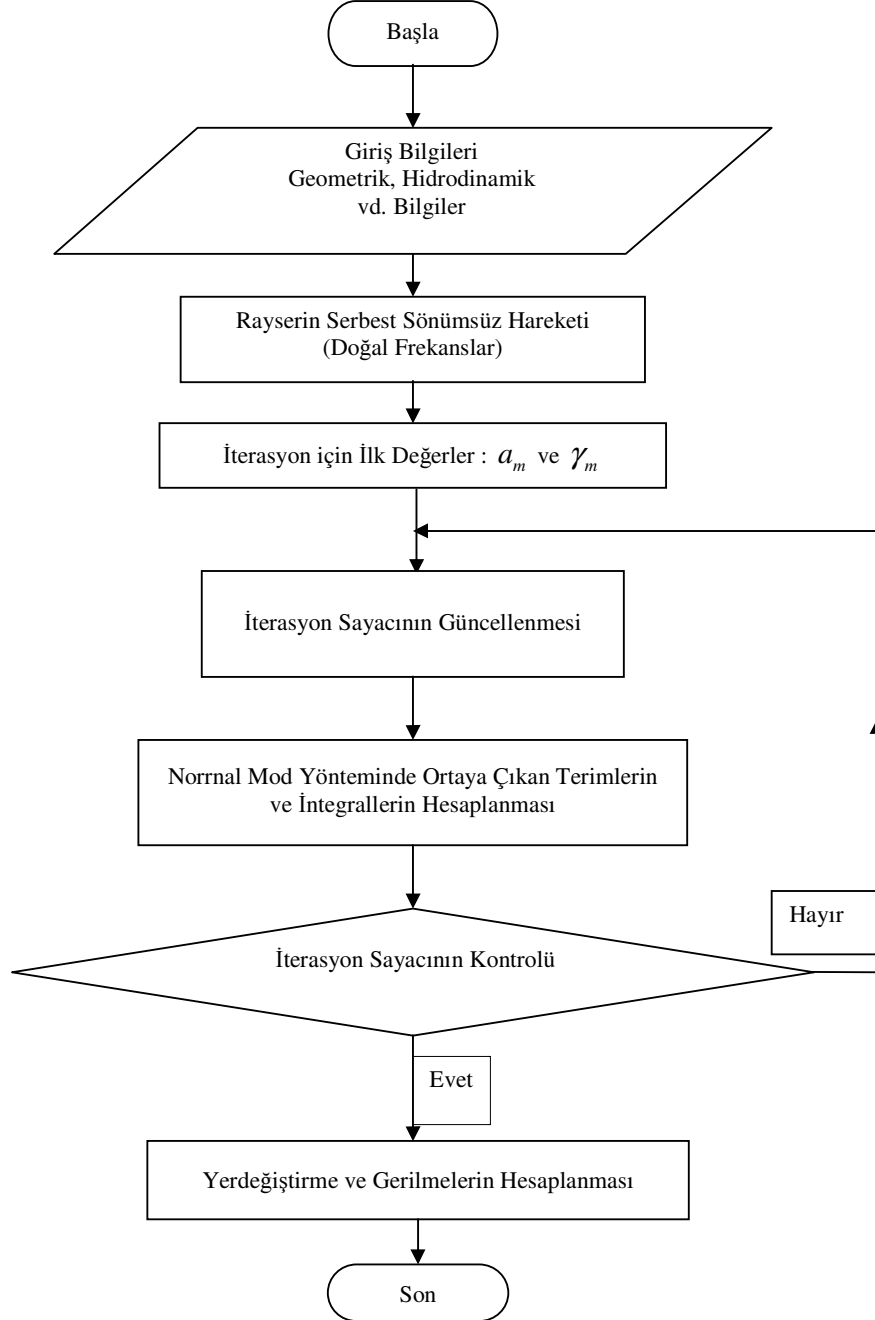 Başla
Giriş Bilgileri
Geometrik, Hidrodinamik
vd. Bilgiler
Rayserin Serbest Sönümsüz Hareketi
(Doğal Frekanslar)
İterasyon için İlk Değerler : a_m ve γ_m
İterasyon Sayacının Güncellenmesi
Norrnal Mod Yönteminde Ortaya Çıkan Terimlerin
ve İntegrallerin Hesaplanması
Hayır
İterasyon Sayacının Kontrolü
Evet
Yerdeğiştirme ve Gerilmelerin Hesaplanması
Son